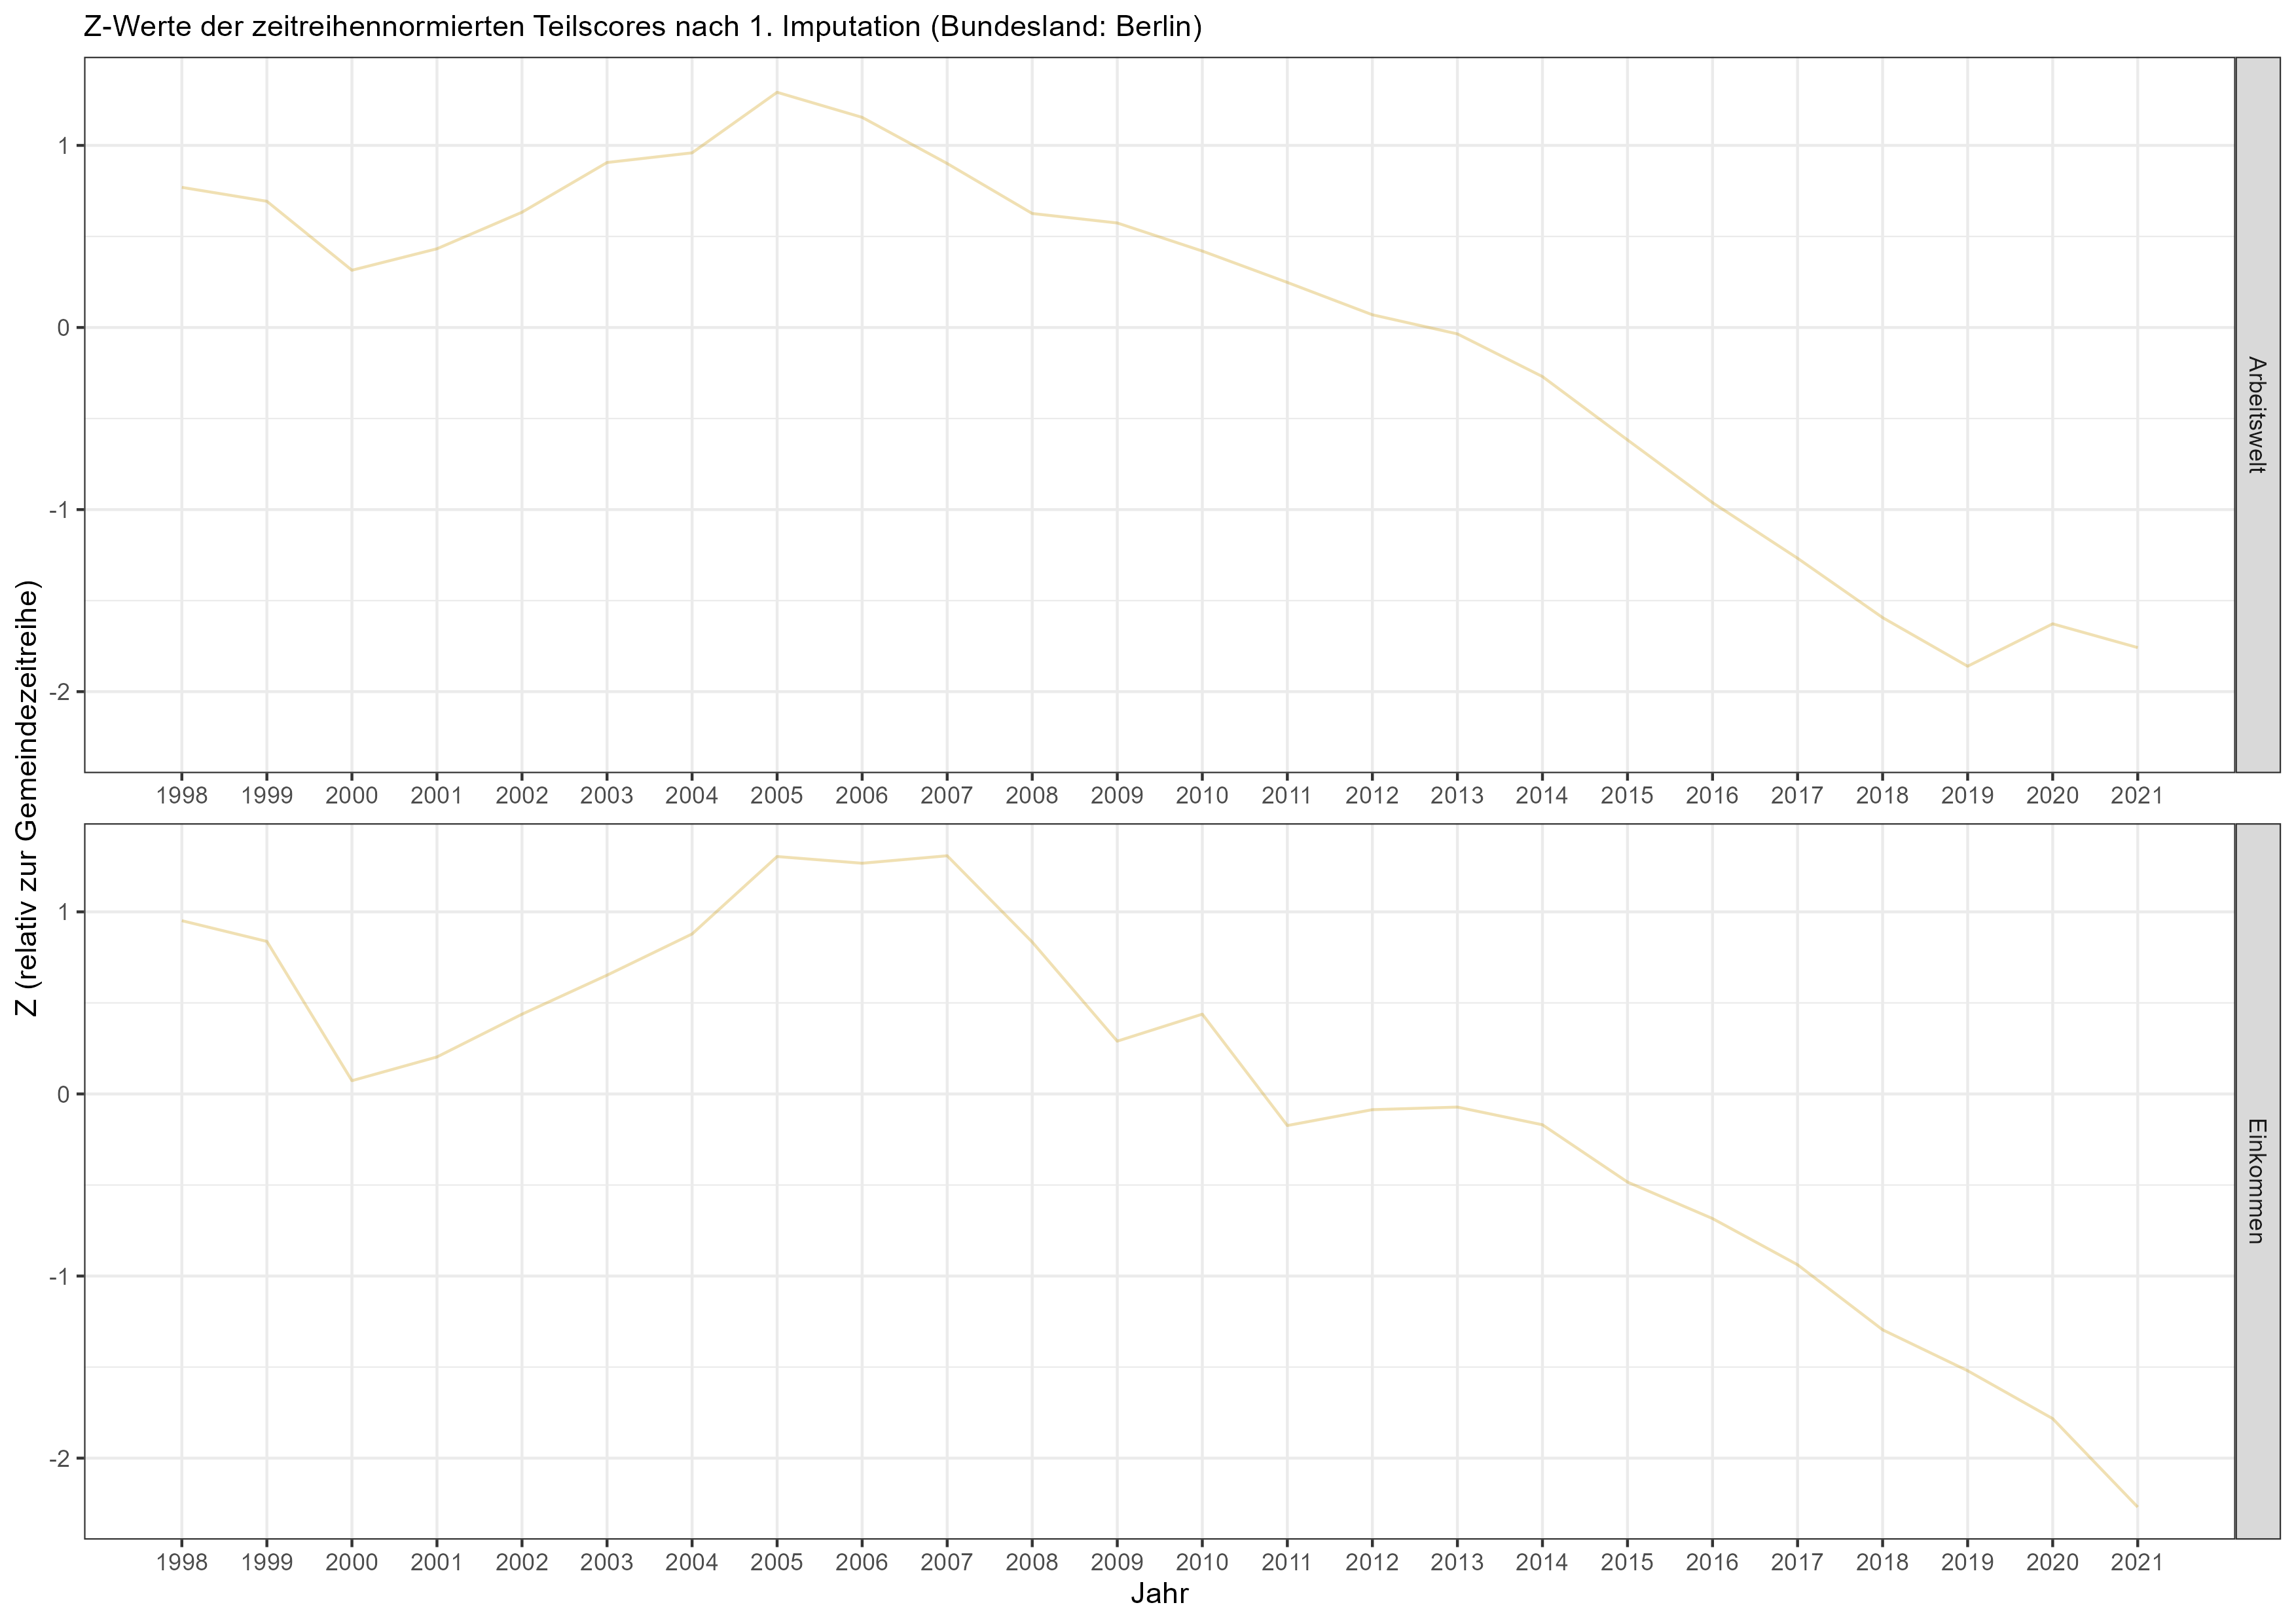 Z-Werte der zeitreihennormierten Teilscores nach 1. Imputation (Bundesland: Berlin)
Z (relativ zur Gemeindezeitreihe)
1
0
-1
-2
Arbeitswelt
1998 1999 2000 2001 2002 2003 2004 2005 2006 2007 2008 2009 2010 2011 2012 2013 2014 2015 2016 2017 2018 2019 2020 2021
1
0
-1
-2
Einkommen
1998 1999 2000 2001 2002 2003 2004 2005 2006 2007 2008 2009 2010 2011 2012 2013 2014 2015 2016 2017 2018 2019 2020 2021
Jahr